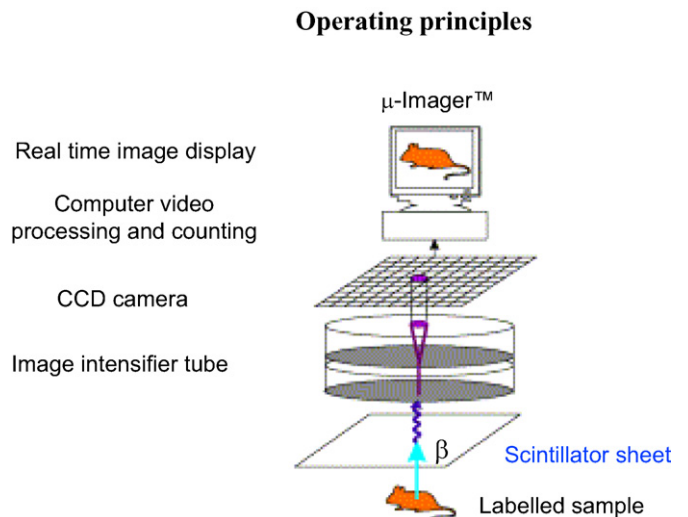 Operating principles
μ-Imager™
Real time image display
Computer video
processing and counting
CCD camera
Image intensifier tube
β
Scintillator sheet
Labelled sample